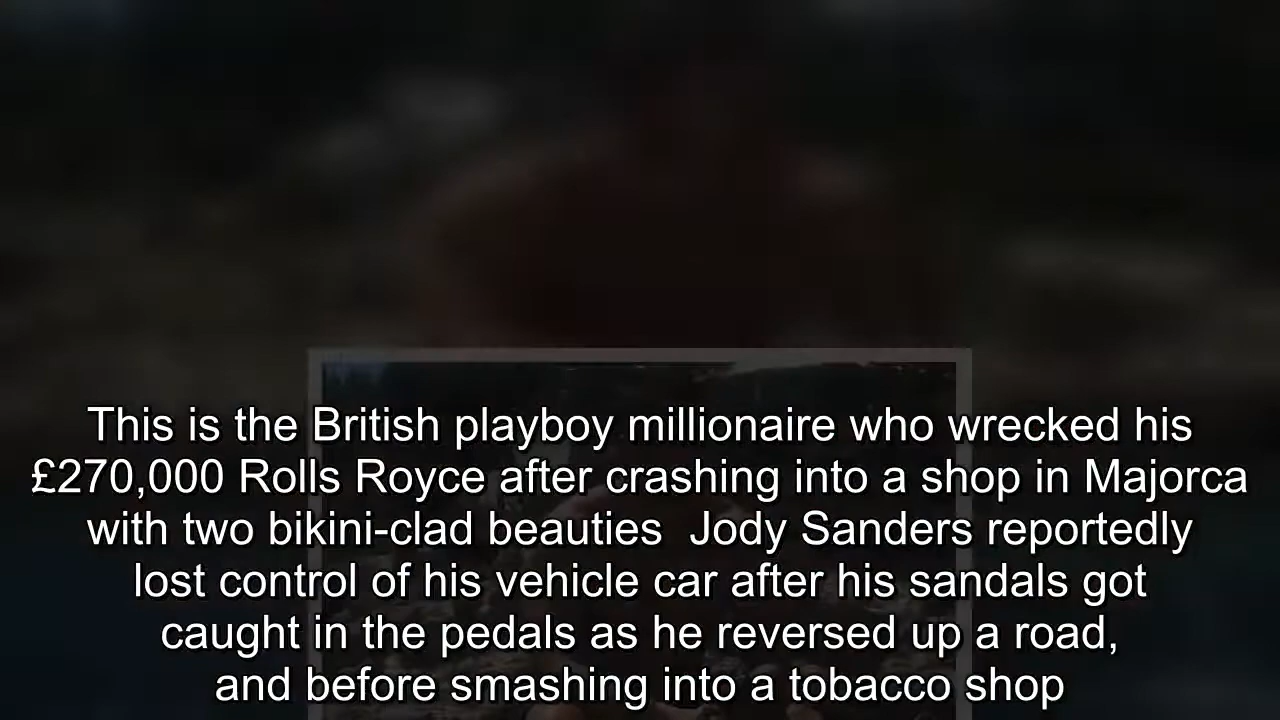 This is the British playboy millionaire who wrecked his
£270,000 Rolls Royce after crashing into a shop in Majorca
with two bikini-clad beauties  Jody Sanders reportedly
lost control of his vehicle car after his sandals got
caught in the pedals as he reversed up a road,
and before smashing into a tobacco shop